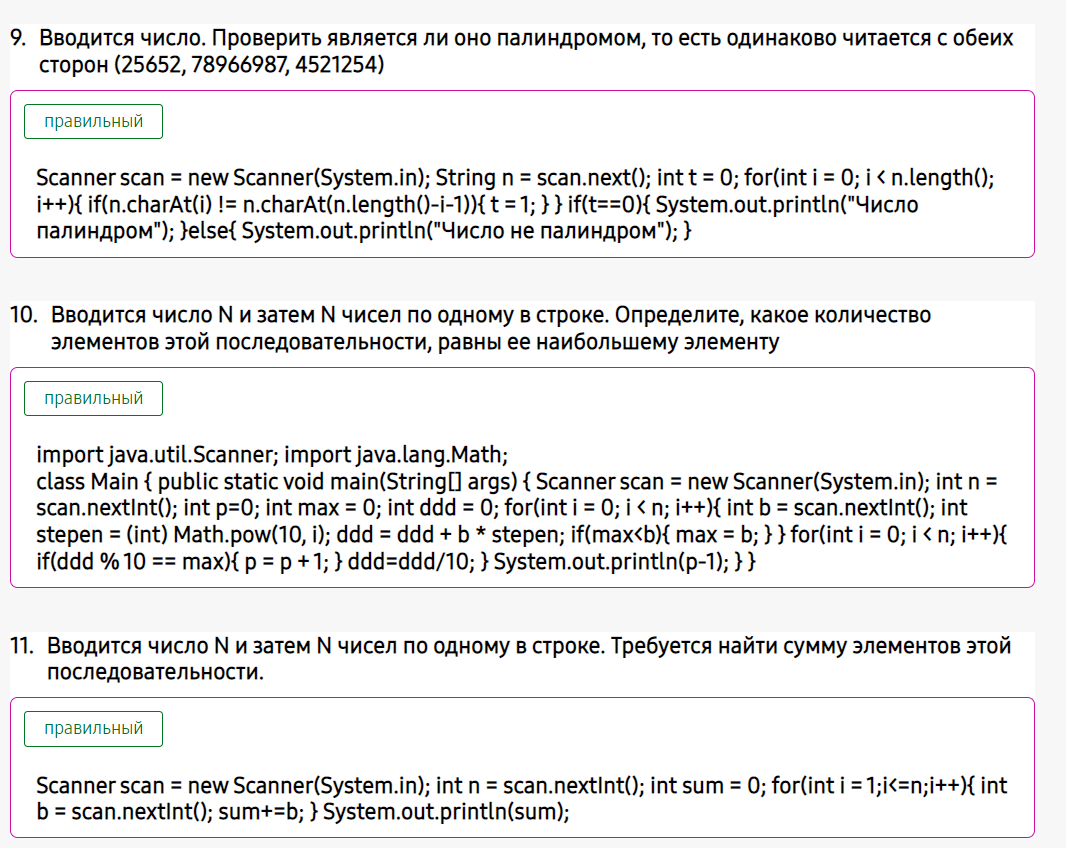 9. Вводится число. Проверить является ли оно палиндромом, то есть одинаково читается с обеих
сторон (25652, 78966987, 4521254)
правильный
Scanner scan = new Scanner(System.in); String n = scan.next(); int t = 0; for(int i = 0; i < n.length();
i++){ if(n.charAt(i) != n.charAt(n.length()-i-1)){ t = 1; } } if(t==0){ System.out.println("Число
палиндром"); }else{ System.out.println("Число не палиндром"); }
10. Вводится число N и затем N чисел по одному в строке. Определите, какое количество
элементов этой последовательности, равны ее наибольшему элементу
правильный
import java.util.Scanner; import java.lang.Math;
class Main { public static void main(String[] args) { Scanner scan = new Scanner(System.in); int n =
scan.nextInt(); int p=0; int max = 0; int ddd = 0; for(int i = 0; i < n; i++){ int b = scan.nextInt(); int
stepen = (int) Math.pow(10, i); ddd = ddd + b * stepen; if(max<b){ max = b; } } for(int i = 0; i < n; i++){
if(ddd % 10 == max){ p = p + 1; } ddd=ddd/10; } System.out.println(p-1); } }
11. Вводится число N и затем N чисел по одному в строке. Требуется найти сумму элементов этой
последовательности.
правильный
Scanner scan = new Scanner(System.in); int n = scan.nextInt(); int sum = 0; for(int i = 1;i<=n;i++){ int
b = scan.nextInt(); sum+=b; } System.out.println(sum);